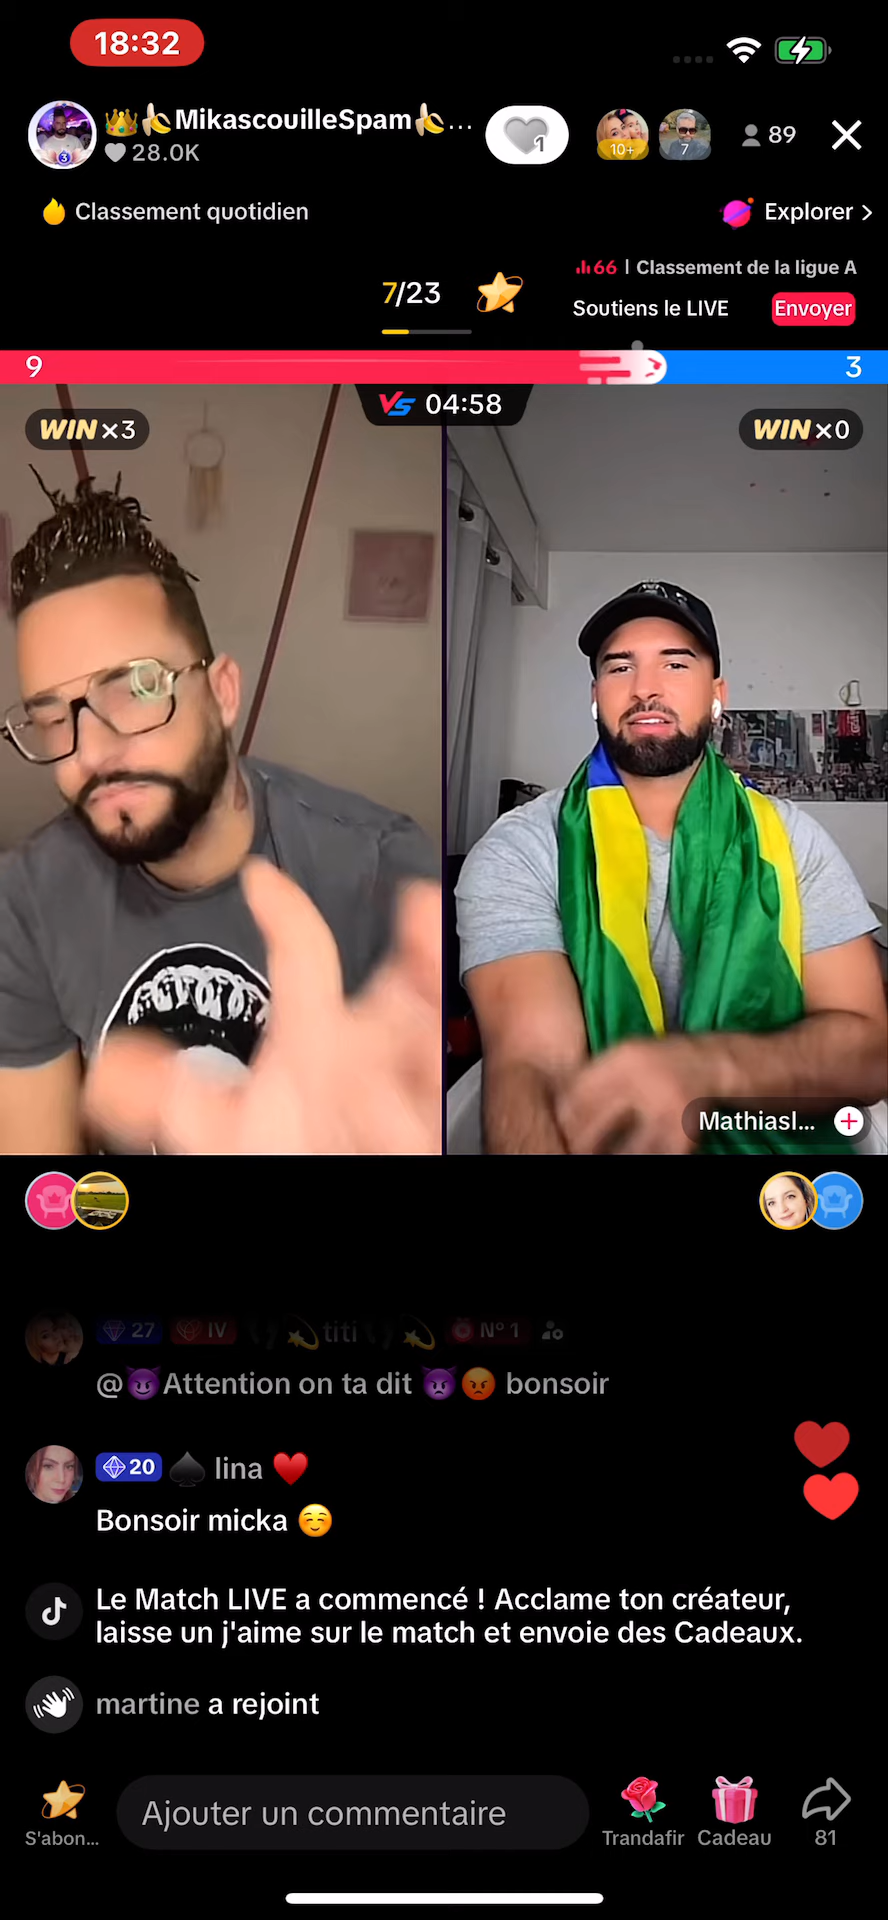 18:32
👑🍌MikascouilleSpam🍌...
28.0K
1
10+
7
89
Classement quotidien
Explorer >
66 | Classement de la ligue A
7/23
Soutiens le LIVE
Envoyer
9
3
VS 04:58
WIN ×3
WIN ×0
Mathiasl...
27 IV titi N° 1
@😈Attention on ta dit 👿😡 bonsoir
20 ♠️ lina ♥️
Bonsoir micka ☺️
Le Match LIVE a commencé ! Acclame ton créateur,
laisse un j'aime sur le match et envoie des Cadeaux.
martine a rejoint
S'abon...
Ajouter un commentaire
Trandafir
Cadeau
81